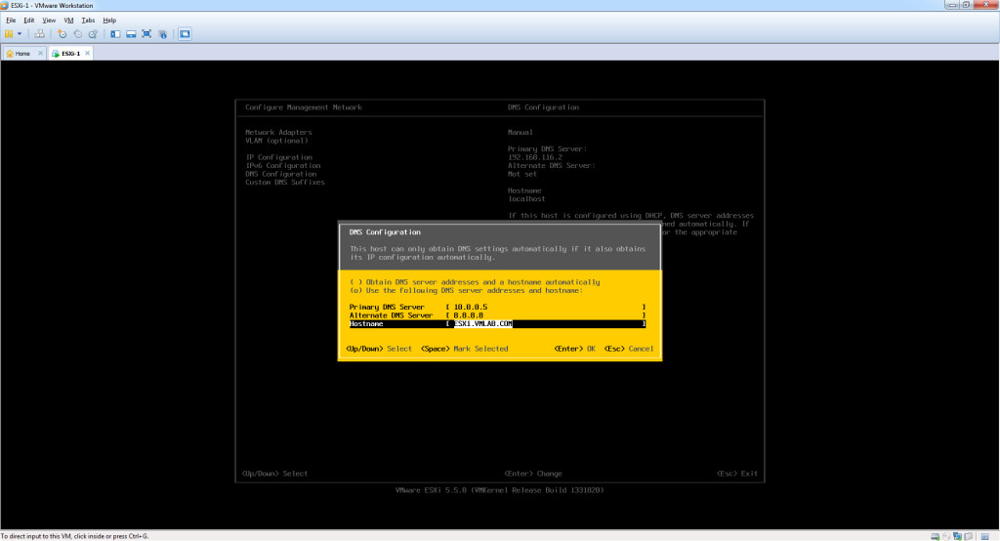 ESXi-1 - VMware Workstation
File Edit View VM Tabs Help
Home ESXi-1
Configure Management Network DNS Configuration
Network Adapters Manual
VLAN (optional)
Primary DNS Server:
IP Configuration 192.168.116.2
IPv6 Configuration Alternate DNS Server:
DNS Configuration Not set
Custom DNS Suffixes
Hostname
localhost
If this host is configured using DHCP, DNS server addresses
ned automatically. If
or the appropriate
DNS Configuration
This host can only obtain DNS settings automatically if it also obtains
its IP configuration automatically.
( ) Obtain DNS server addresses and a hostname automatically
(o) Use the following DNS server addresses and hostname:
Primary DNS Server [ 10.0.0.5 ]
Alternate DNS Server [ 8.8.8.8 ]
Hostname [ ESX1.VMLAB.COM ]
<Up/Down> Select <Space> Mark Selected <Enter> OK <Esc> Cancel
<Up/Down> Select <Enter> Change <Esc> Exit
VMware ESXi 5.5.0 (VMKernel Release Build 1331820)
To direct input to this VM, click inside or press Ctrl+G.